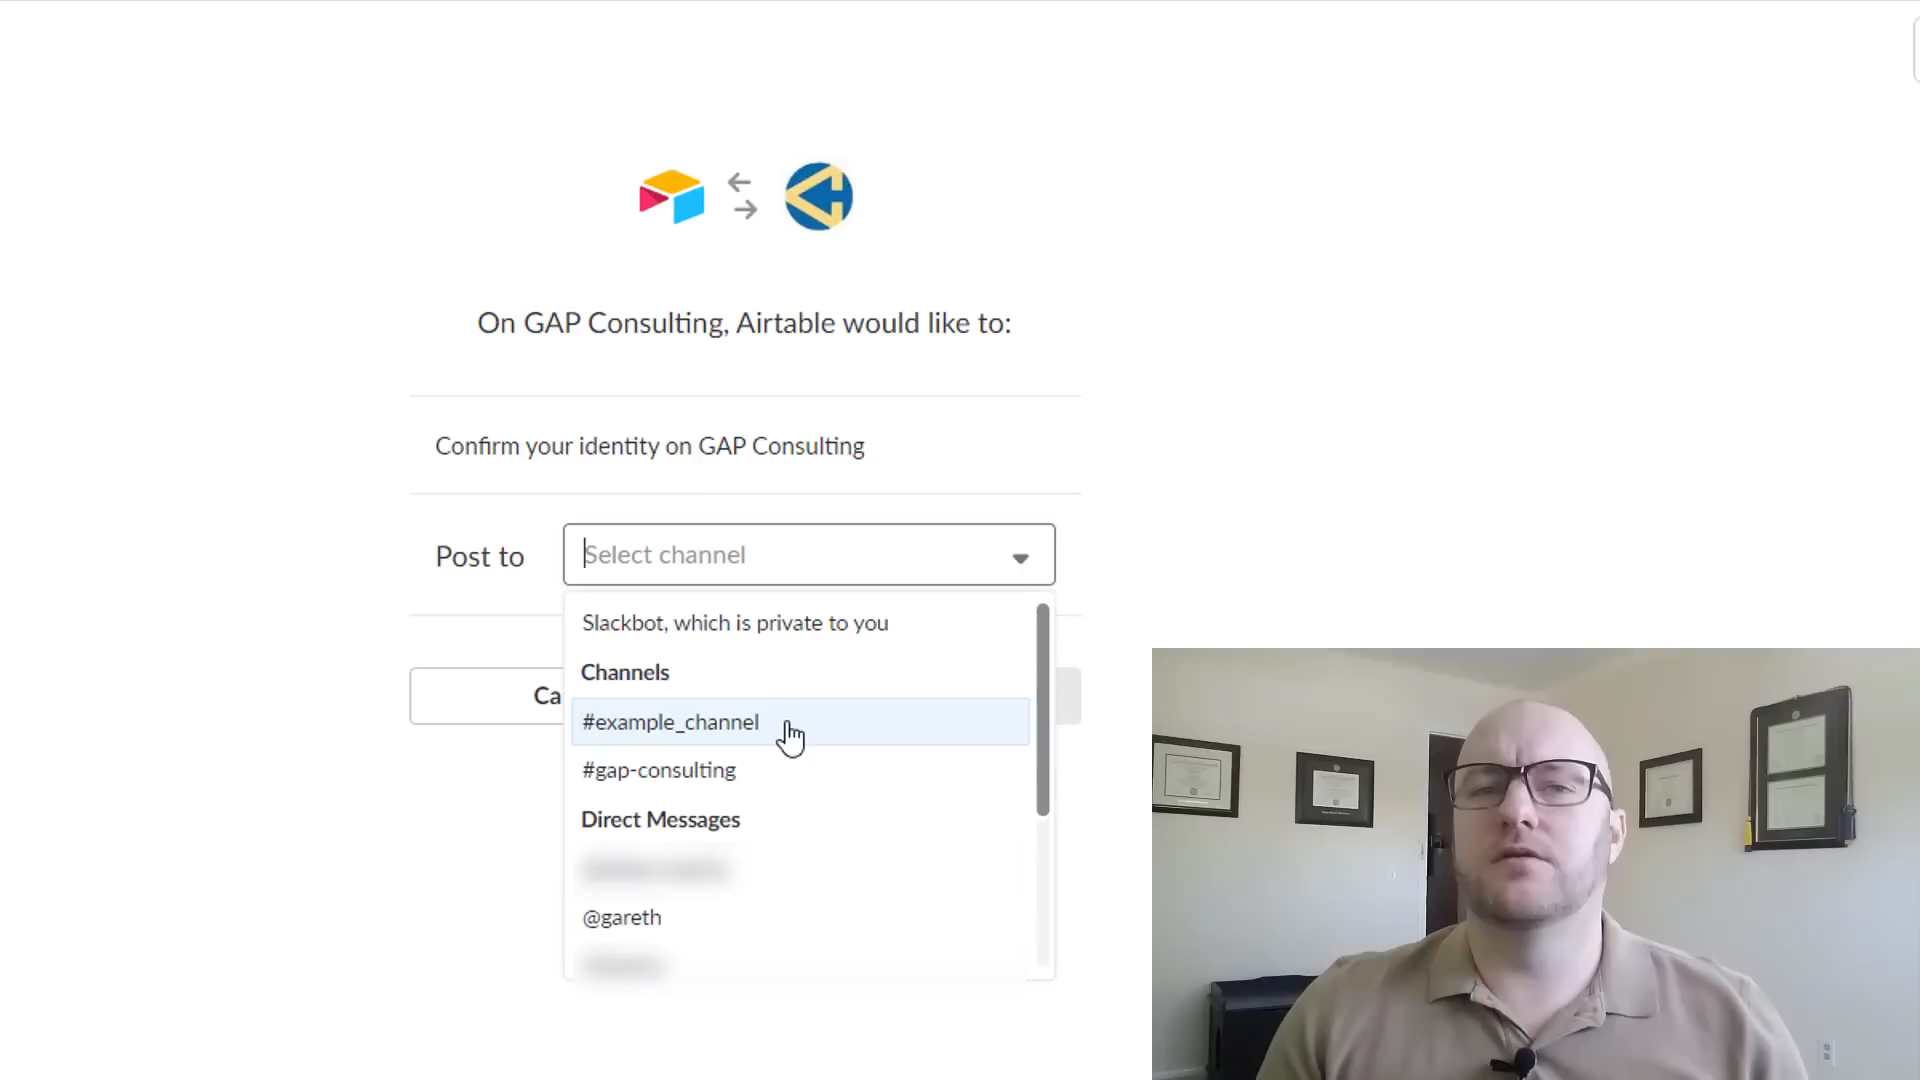 On GAP Consulting, Airtable would like to:
Confirm your identity on GAP Consulting
Post to
Select channel
Slackbot, which is private to you
Channels
Ca
#example_channel
#gap-consulting
Direct Messages
@gareth